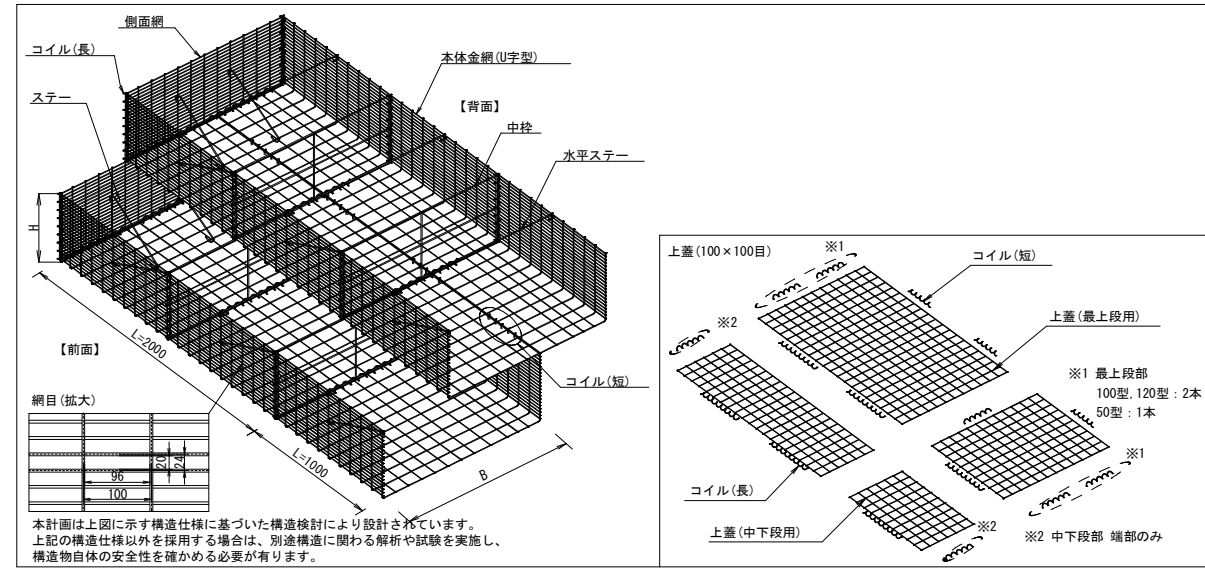 側面網
コイル(長)
ステー
本体金網(U字型)
【背面】
中枠
水平ステー
H
【前面】
L=2000
L=1000
B
コイル(短)
網目(拡大)
20
24
96
100
本計画は上図に示す構造仕様に基づいた構造検討により設計されています。
上記の構造仕様以外を採用する場合は、別途構造に関わる解析や試験を実施し、
構造物自体の安全性を確かめる必要が有ります。
上蓋(100×100目)
※1
コイル(短)
※2
上蓋(最上段用)
※1 最上段部
100型,120型:2本
50型:1本
※1
コイル(長)
上蓋(中下段用)
※2
※2 中下段部 端部のみ